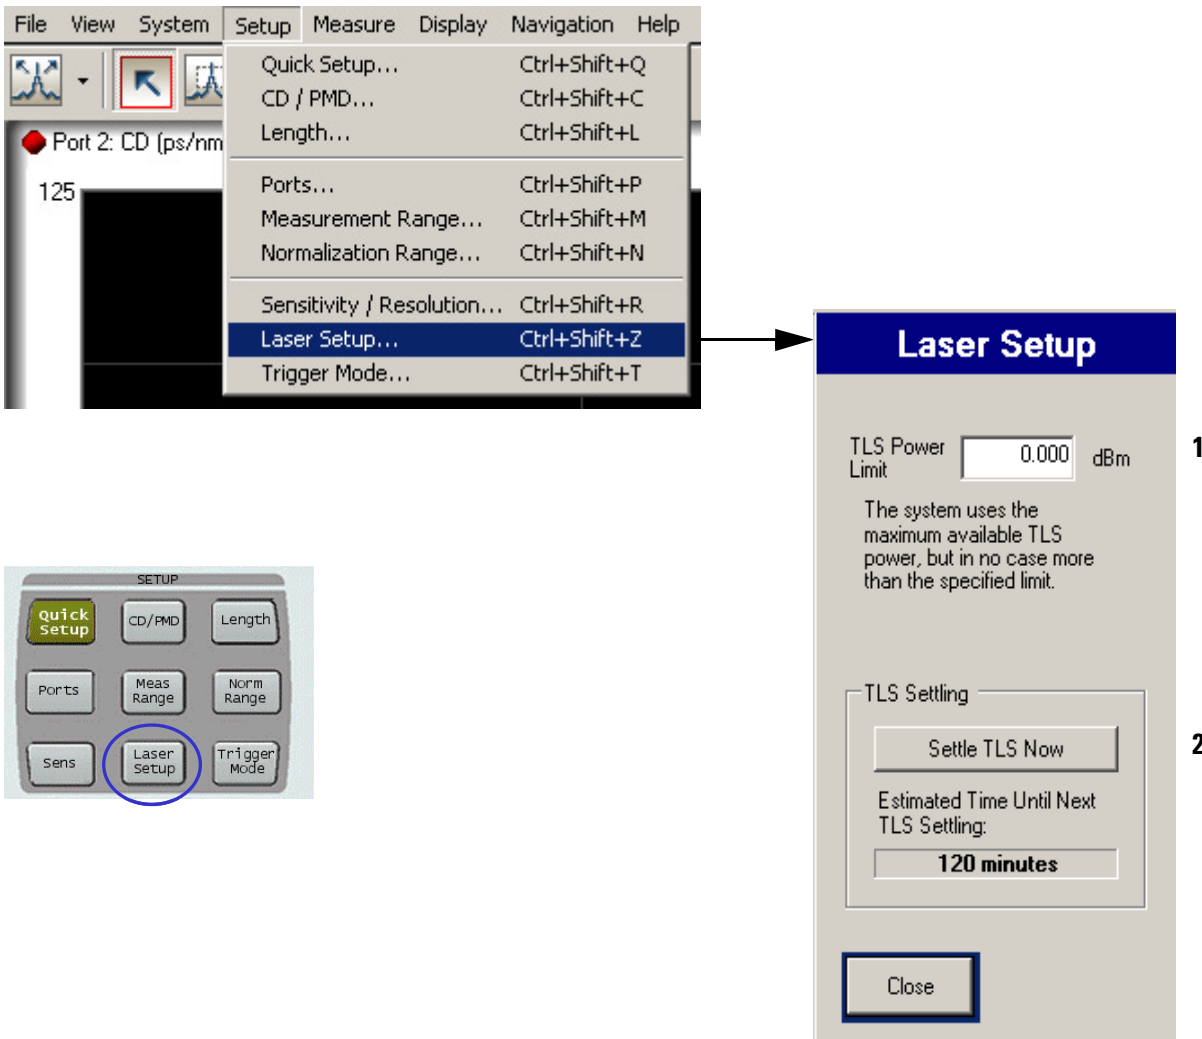 File View System Setup Measure Display Navigation Help
Quick Setup... Ctrl+Shift+Q
CD / PMD... Ctrl+Shift+C
Length... Ctrl+Shift+L
Port 2: CD (ps/nm
125
Ports... Ctrl+Shift+P
Measurement Range... Ctrl+Shift+M
Normalization Range... Ctrl+Shift+N
Sensitivity / Resolution... Ctrl+Shift+R
Laser Setup... Ctrl+Shift+Z
Trigger Mode... Ctrl+Shift+T
Laser Setup
TLS Power
Limit
0.000 dBm
1
The system uses the
maximum available TLS
power, but in no case more
than the specified limit.
SETUP
Quick
Setup
CD/PMD
Length
Ports
Meas
Range
Norm
Range
Sens
Laser
Setup
Trigger
Mode
TLS Settling
Settle TLS Now
2
Estimated Time Until Next
TLS Settling:
120 minutes
Close